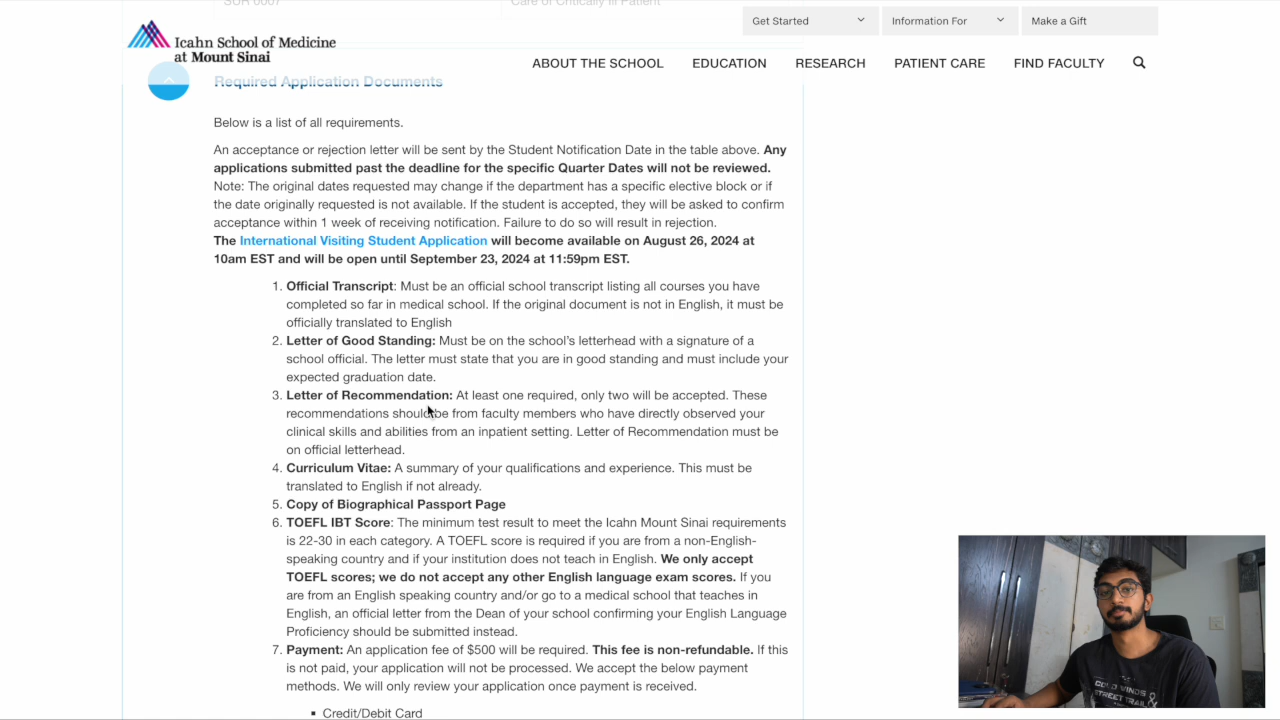 SUR 0007
Care of Critically Ill Patient
Get Started
Information For
Make a Gift
Icahn School of Medicine
at Mount Sinai
ABOUT THE SCHOOL
EDUCATION
RESEARCH
PATIENT CARE
FIND FACULTY
Required Application Documents
Below is a list of all requirements.
An acceptance or rejection letter will be sent by the Student Notification Date in the table above. Any
applications submitted past the deadline for the specific Quarter Dates will not be reviewed.
Note: The original dates requested may change if the department has a specific elective block or if
the date originally requested is not available. If the student is accepted, they will be asked to confirm
acceptance within 1 week of receiving notification. Failure to do so will result in rejection.
The International Visiting Student Application will become available on August 26, 2024 at
10am EST and will be open until September 23, 2024 at 11:59pm EST.
1. Official Transcript: Must be an official school transcript listing all courses you have
completed so far in medical school. If the original document is not in English, it must be
officially translated to English
2. Letter of Good Standing: Must be on the school’s letterhead with a signature of a
school official. The letter must state that you are in good standing and must include your
expected graduation date.
3. Letter of Recommendation: At least one required, only two will be accepted. These
recommendations should be from faculty members who have directly observed your
clinical skills and abilities from an inpatient setting. Letter of Recommendation must be
on official letterhead.
4. Curriculum Vitae: A summary of your qualifications and experience. This must be
translated to English if not already.
5. Copy of Biographical Passport Page
6. TOEFL IBT Score: The minimum test result to meet the Icahn Mount Sinai requirements
is 22-30 in each category. A TOEFL score is required if you are from a non-English-
speaking country and if your institution does not teach in English. We only accept
TOEFL scores; we do not accept any other English language exam scores. If you
are from an English speaking country and/or go to a medical school that teaches in
English, an official letter from the Dean of your school confirming your English Language
Proficiency should be submitted instead.
7. Payment: An application fee of $500 will be required. This fee is non-refundable. If this
is not paid, your application will not be processed. We accept the below payment
methods. We will only review your application once payment is received.
▪ Credit/Debit Card
STREET TRAIL